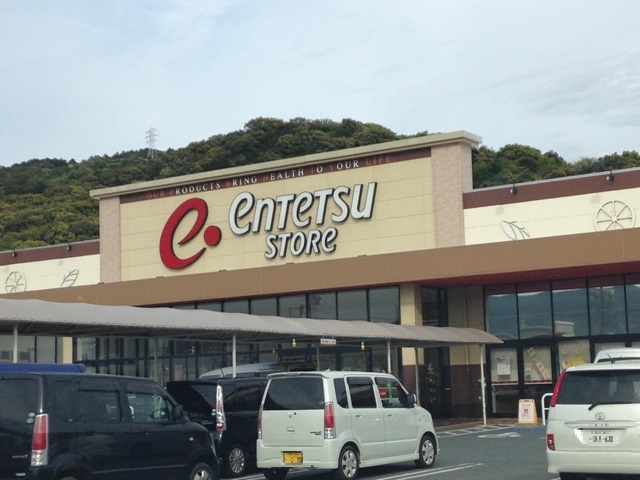 OUR PRODUCTS BRING HEALTH TO YOUR LIFE
e.
enTETSU
STORe